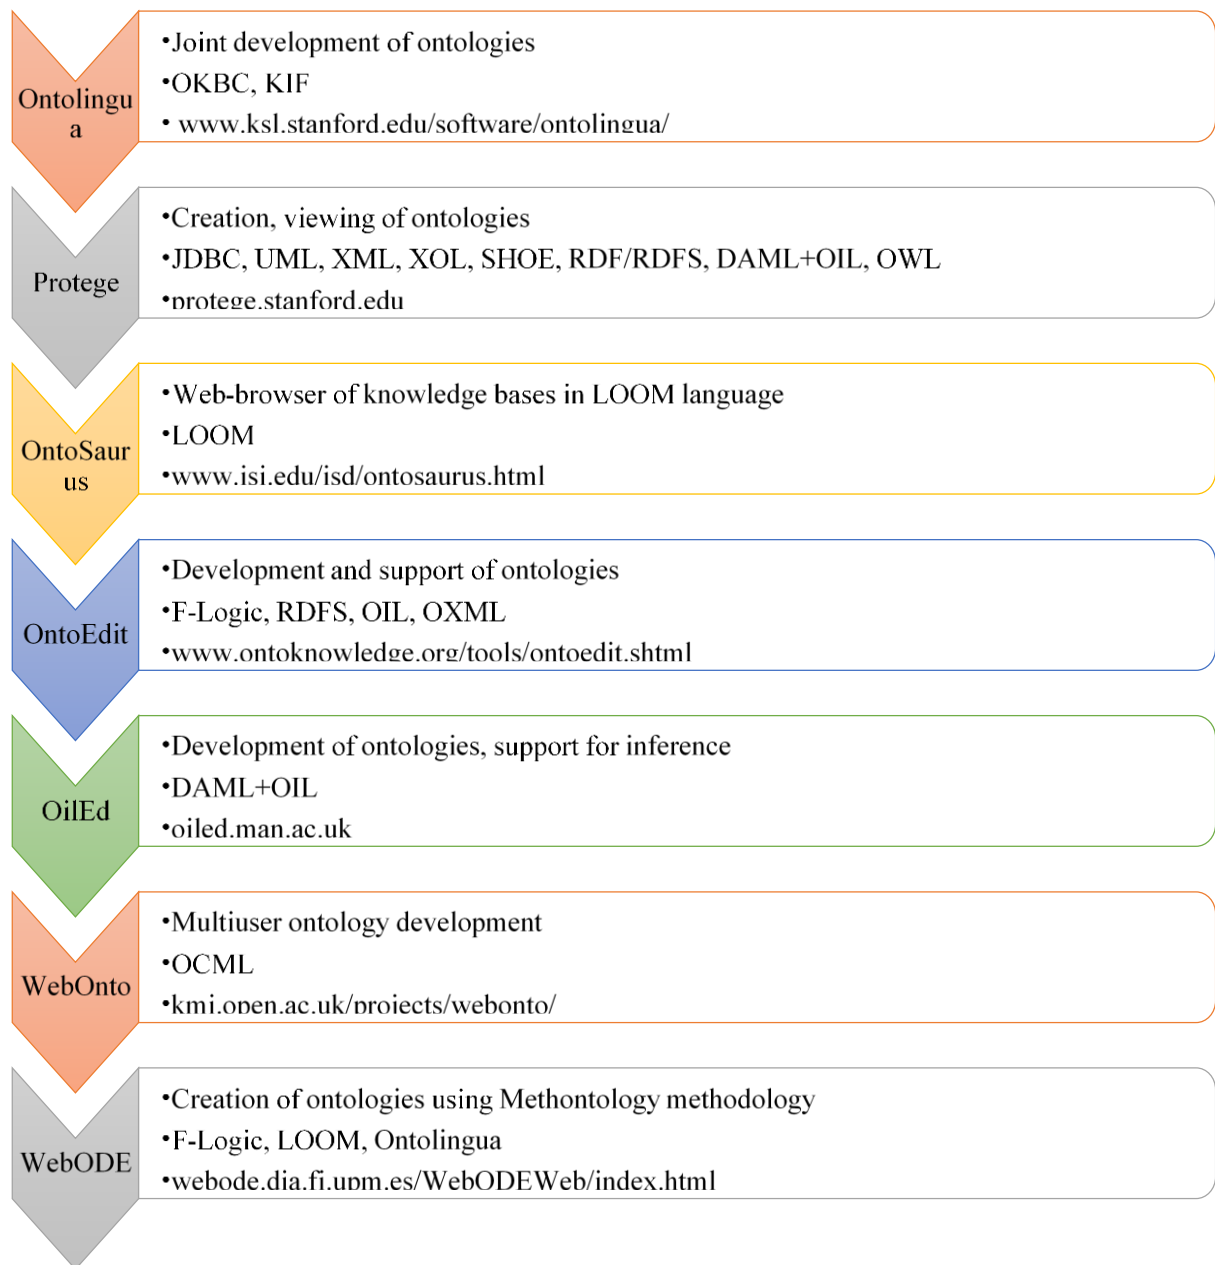 Ontolingu
a
•Joint development of ontologies
•OKBC, KIF
• www.ksl.stanford.edu/software/ontolingua/
Protege
•Creation, viewing of ontologies
•JDBC, UML, XML, XOL, SHOE, RDF/RDFS, DAML+OIL, OWL
•protege.stanford.edu
OntoSaur
us
•Web-browser of knowledge bases in LOOM language
•LOOM
•www.isi.edu/isd/ontosaurus.html
OntoEdit
•Development and support of ontologies
•F-Logic, RDFS, OIL, OXML
•www.ontoknowledge.org/tools/ontoedit.shtml
OilEd
•Development of ontologies, support for inference
•DAML+OIL
•oiled.man.ac.uk
WebOnto
•Multiuser ontology development
•OCML
•kmi.open.ac.uk/projects/webonto/
WebODE
•Creation of ontologies using Methontology methodology
•F-Logic, LOOM, Ontolingua
•webode.dia.fi.upm.es/WebODEWeb/index.html